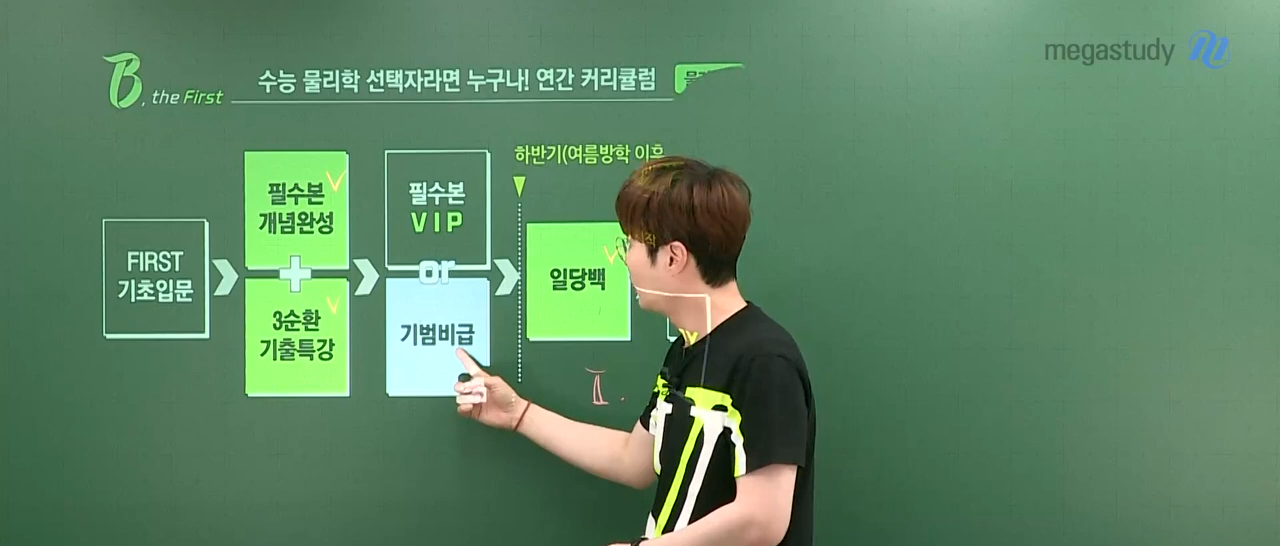 megastudy
B, the First
수능 물리학 선택자라면 누구나! 연간 커리큘럼
하반기(여름방학 이후
FIRST
기초입문
필수본
개념완성
+
3순환
기출특강
필수본
VIP
or
기범비급
일당백
I.